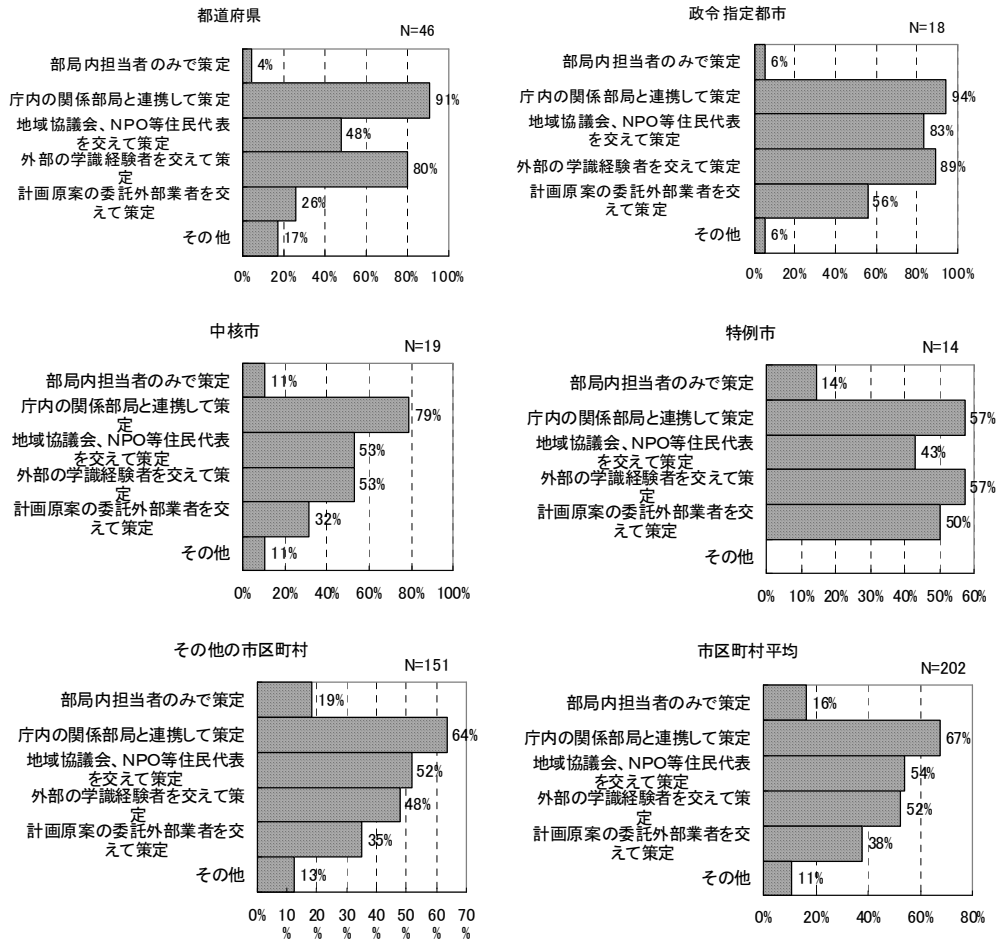 都道府県
N=46
部局内担当者のみで策定
4%
庁内の関係部局と連携して策定
91%
地域協議会、NPO等住民代表
を交えて策定
48%
外部の学識経験者を交えて策
定
80%
計画原案の委託外部業者を交
えて策定
26%
その他
17%
0% 20% 40% 60% 80% 100%
政令指定都市
N=18
部局内担当者のみで策定
6%
庁内の関係部局と連携して策定
94%
地域協議会、NPO等住民代表
を交えて策定
83%
外部の学識経験者を交えて策定
89%
計画原案の委託外部業者を交
えて策定
56%
その他
6%
0% 20% 40% 60% 80% 100%
中核市
N=19
部局内担当者のみで策定
11%
庁内の関係部局と連携して策
定
79%
地域協議会、NPO等住民代表
を交えて策定
53%
外部の学識経験者を交えて策
定
53%
計画原案の委託外部業者を交
えて策定
32%
その他
11%
0% 20% 40% 60% 80% 100%
特例市
N=14
部局内担当者のみで策定
14%
庁内の関係部局と連携して策定
57%
地域協議会、NPO等住民代表
を交えて策定
43%
外部の学識経験者を交えて策
定
57%
計画原案の委託外部業者を交
えて策定
50%
その他
0% 10% 20% 30% 40% 50% 60%
その他の市区町村
N=151
部局内担当者のみで策定
19%
庁内の関係部局と連携して策定
64%
地域協議会、NPO等住民代表
を交えて策定
52%
外部の学識経験者を交えて策
定
48%
計画原案の委託外部業者を交
えて策定
35%
その他
13%
0% 10 20 30 40 50 60 70
% % % % % % %
市区町村平均
N=202
部局内担当者のみで策定
16%
庁内の関係部局と連携して策定
67%
地域協議会、NPO等住民代表
を交えて策定
54%
外部の学識経験者を交えて策
定
52%
計画原案の委託外部業者を交
えて策定
38%
その他
11%
0% 20% 40% 60% 80%